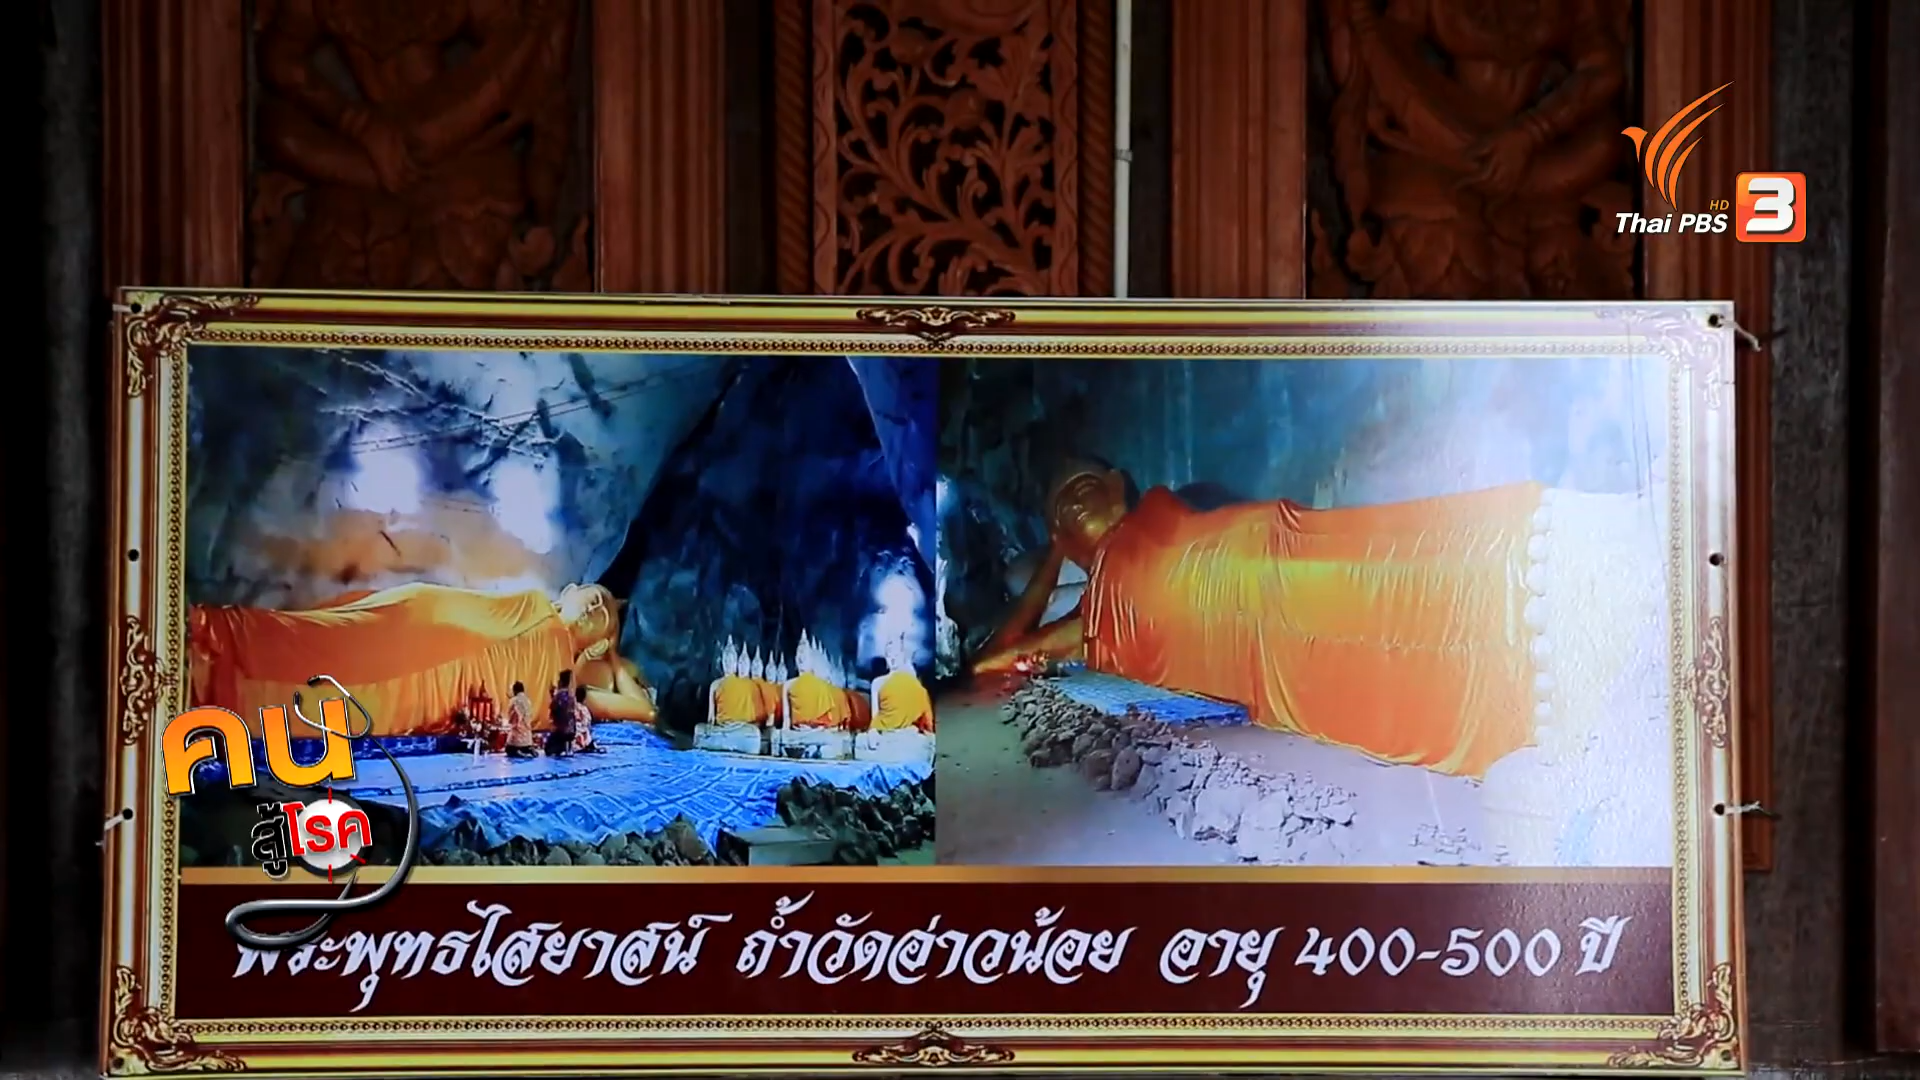 HD
Thai PBS 3
คน
สู้โรค
พระพุทธไสยาสน์ ถ้ำวัดอ่าวน้อย อายุ 400-500 ปี